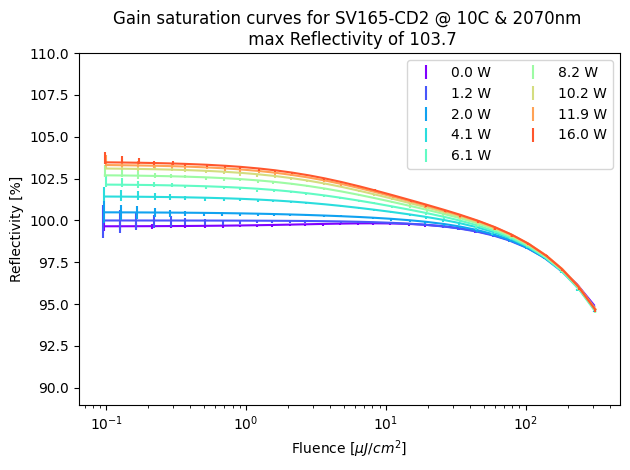 Gain saturation curves for SV165-CD2 @ 10C & 2070nm
max Reflectivity of 103.7
110.0
107.5
105.0
102.5
100.0
97.5
95.0
92.5
90.0
Reflectivity [%]
0.0 W
1.2 W
2.0 W
4.1 W
6.1 W
8.2 W
10.2 W
11.9 W
16.0 W
10⁻¹
10⁰
10¹
10²
Fluence [μJ/cm²]